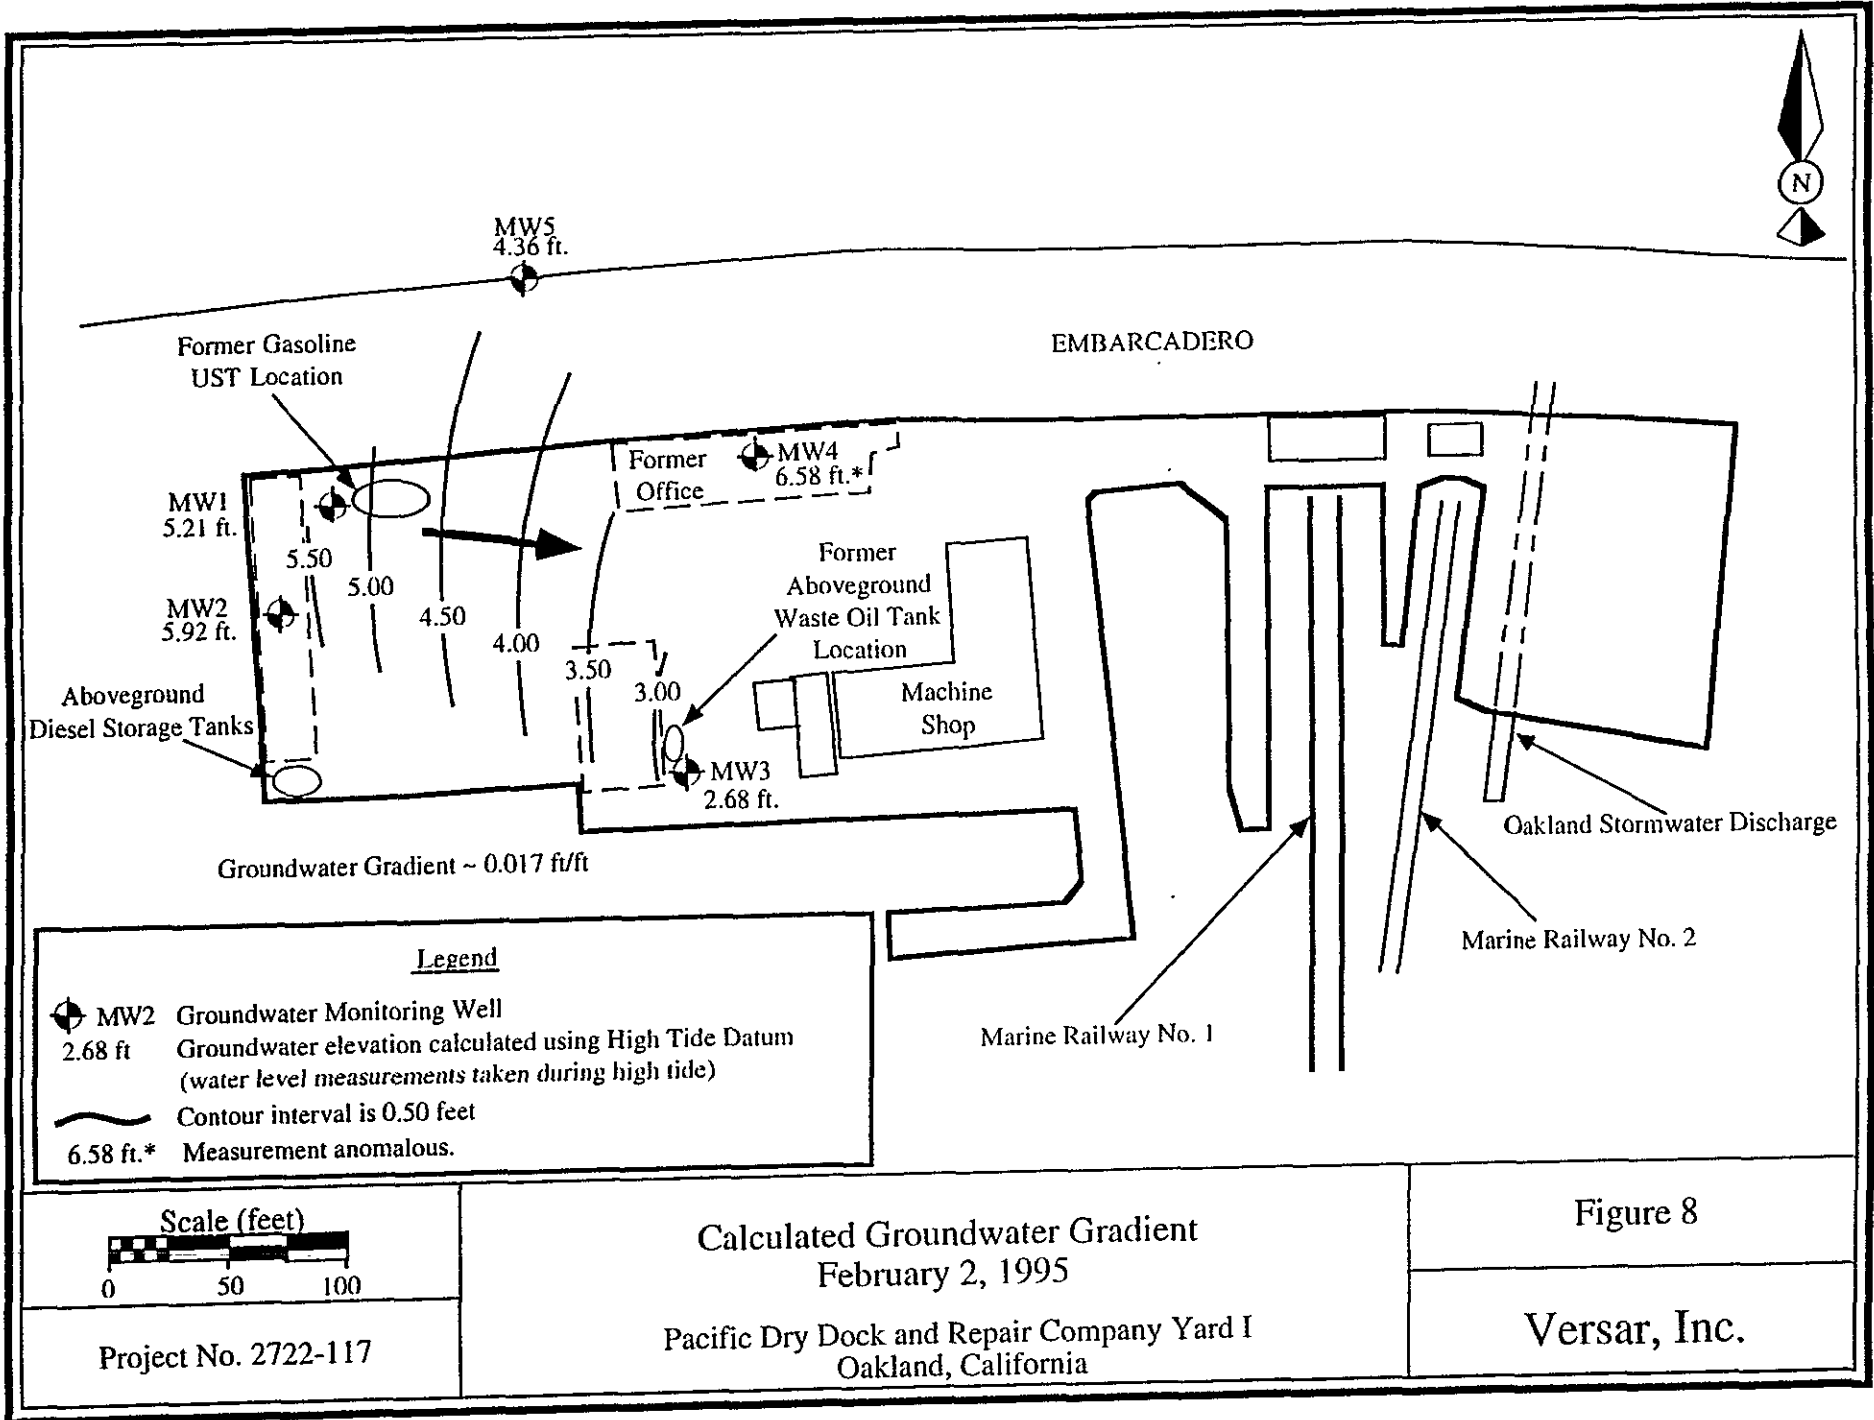 N
MW5
4.36 ft.
EMBARCADERO
Former Gasoline
UST Location
MW1
5.21 ft.
MW2
5.92 ft.
5.50
5.00
4.50
4.00
3.50
3.00
Former
Office
MW4
6.58 ft.*
Former
Aboveground
Waste Oil Tank
Location
Machine
Shop
MW3
2.68 ft.
Aboveground
Diesel Storage Tanks
Oakland Stormwater Discharge
Marine Railway No. 2
Marine Railway No. 1
Groundwater Gradient ~ 0.017 ft/ft
Legend
MW2 Groundwater Monitoring Well
2.68 ft Groundwater elevation calculated using High Tide Datum
(water level measurements taken during high tide)
Contour interval is 0.50 feet
6.58 ft.* Measurement anomalous.
Scale (feet)
0 50 100
Project No. 2722-117
Calculated Groundwater Gradient
February 2, 1995
Pacific Dry Dock and Repair Company Yard I
Oakland, California
Figure 8
Versar, Inc.